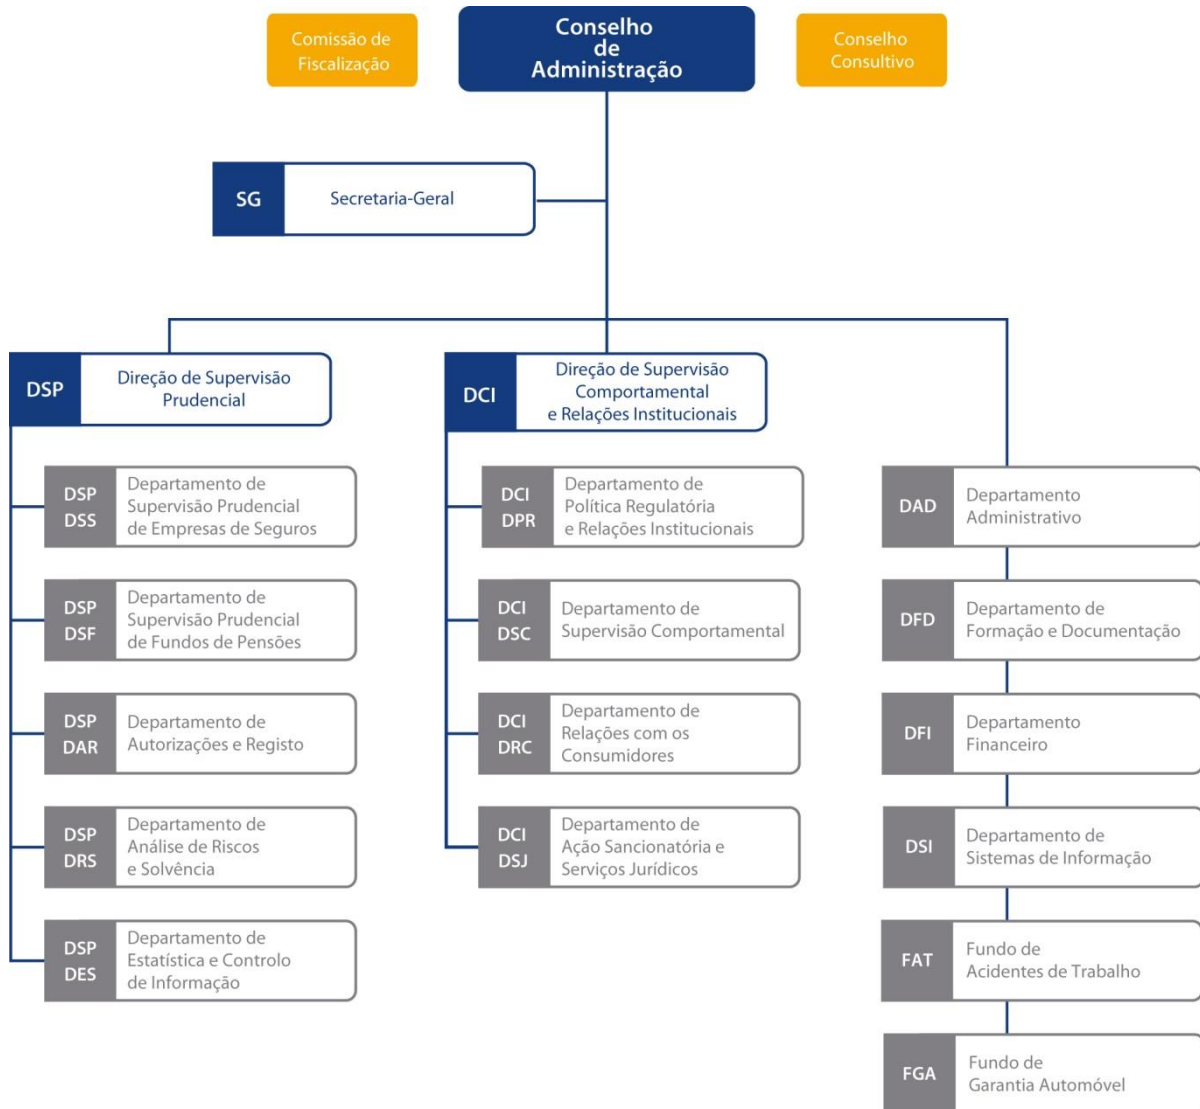 Comissão de
Fiscalização
Conselho
de
Administração
Conselho
Consultivo
SG
Secretaria-Geral
DSP
Direção de Supervisão
Prudencial
DCI
Direção de Supervisão
Comportamental
e Relações Institucionais
DSP
DSS
Departamento de
Supervisão Prudencial
de Empresas de Seguros
DSP
DSF
Departamento de
Supervisão Prudencial
de Fundos de Pensões
DSP
DAR
Departamento de
Autorizações e Registo
DSP
DRS
Departamento de
Análise de Riscos
e Solvência
DSP
DES
Departamento de
Estatística e Controlo
de Informação
DCI
DPR
Departamento de
Política Regulatória
e Relações Institucionais
DCI
DSC
Departamento de
Supervisão Comportamental
DCI
DRC
Departamento de
Relações com os
Consumidores
DCI
DSJ
Departamento de
Ação Sancionatória e
Serviços Jurídicos
DAD
Departamento
Administrativo
DFD
Departamento de
Formação e Documentação
DFI
Departamento
Financeiro
DSI
Departamento de
Sistemas de Informação
FAT
Fundo de
Acidentes de Trabalho
FGA
Fundo de
Garantia Automóvel